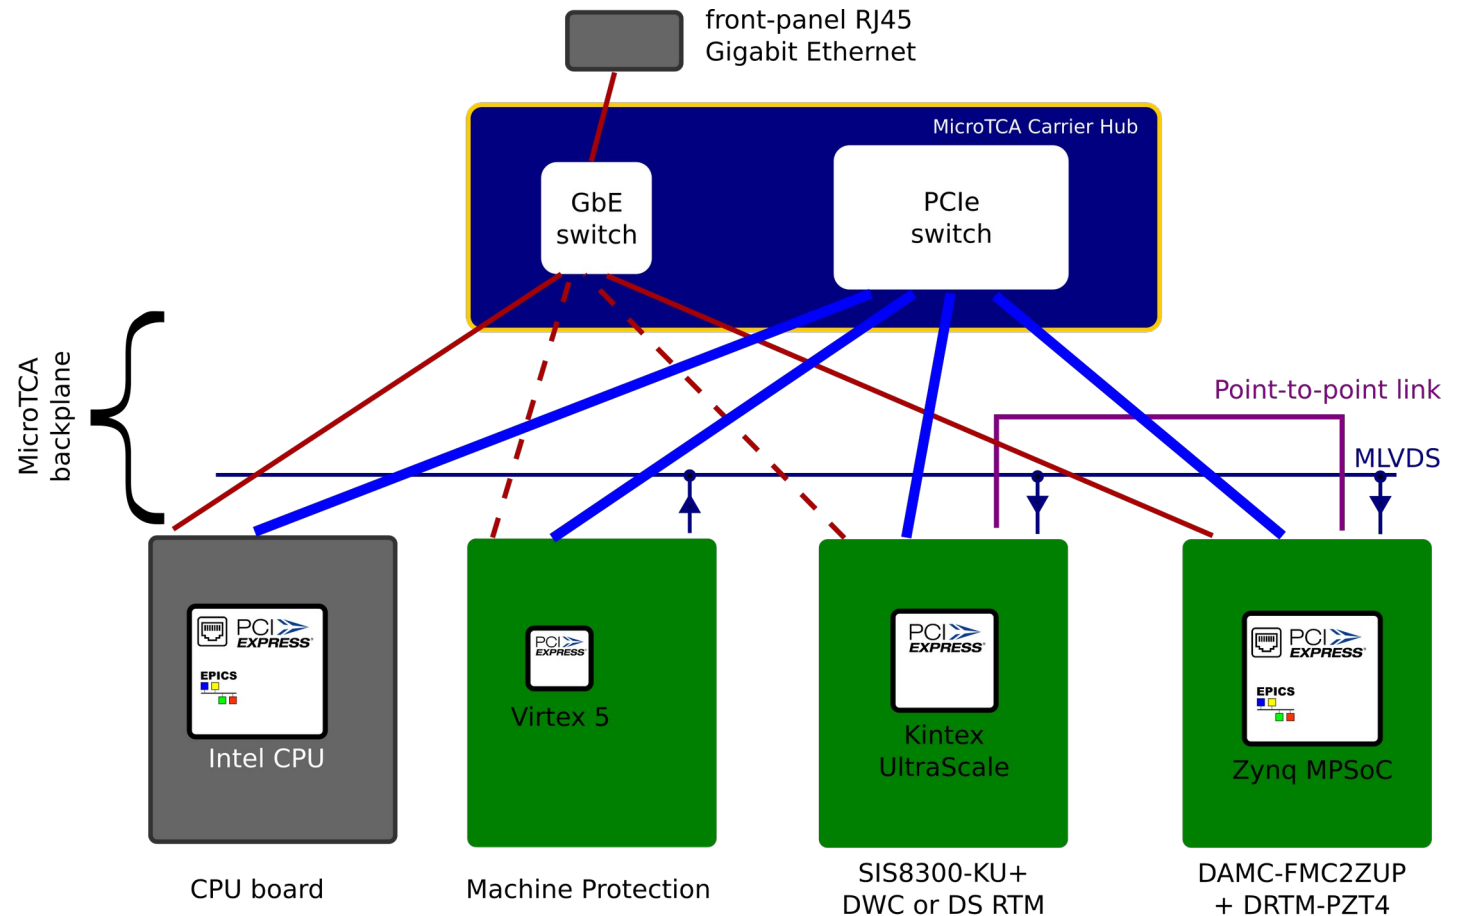 front-panel RJ45
Gigabit Ethernet
MicroTCA Carrier Hub
GbE
switch
PCIe
switch
MicroTCA
backplane
Point-to-point link
MLVDS
PCI
EXPRESS®
EPICS
Intel CPU
PCI
EXPRESS®
Virtex 5
PCI
EXPRESS®
Kintex
UltraScale
PCI
EXPRESS®
EPICS
Zynq MPSoC
CPU board
Machine Protection
SIS8300-KU+
DWC or DS RTM
DAMC-FMC2ZUP
+ DRTM-PZT4